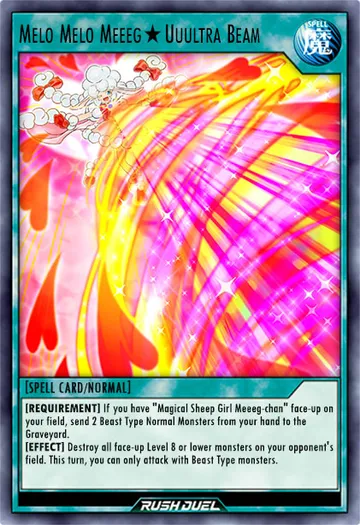 Melo Melo Meeeg★Uuultra Beam
SPELL
魔
[SPELL CARD/NORMAL]
[REQUIREMENT] If you have "Magical Sheep Girl Meeeg-chan" face-up on
your field, send 2 Beast Type Normal Monsters from your hand to the
Graveyard.
[EFFECT] Destroy all face-up Level 8 or lower monsters on your opponent's
field. This turn, you can only attack with Beast Type monsters.
RUSH DUEL